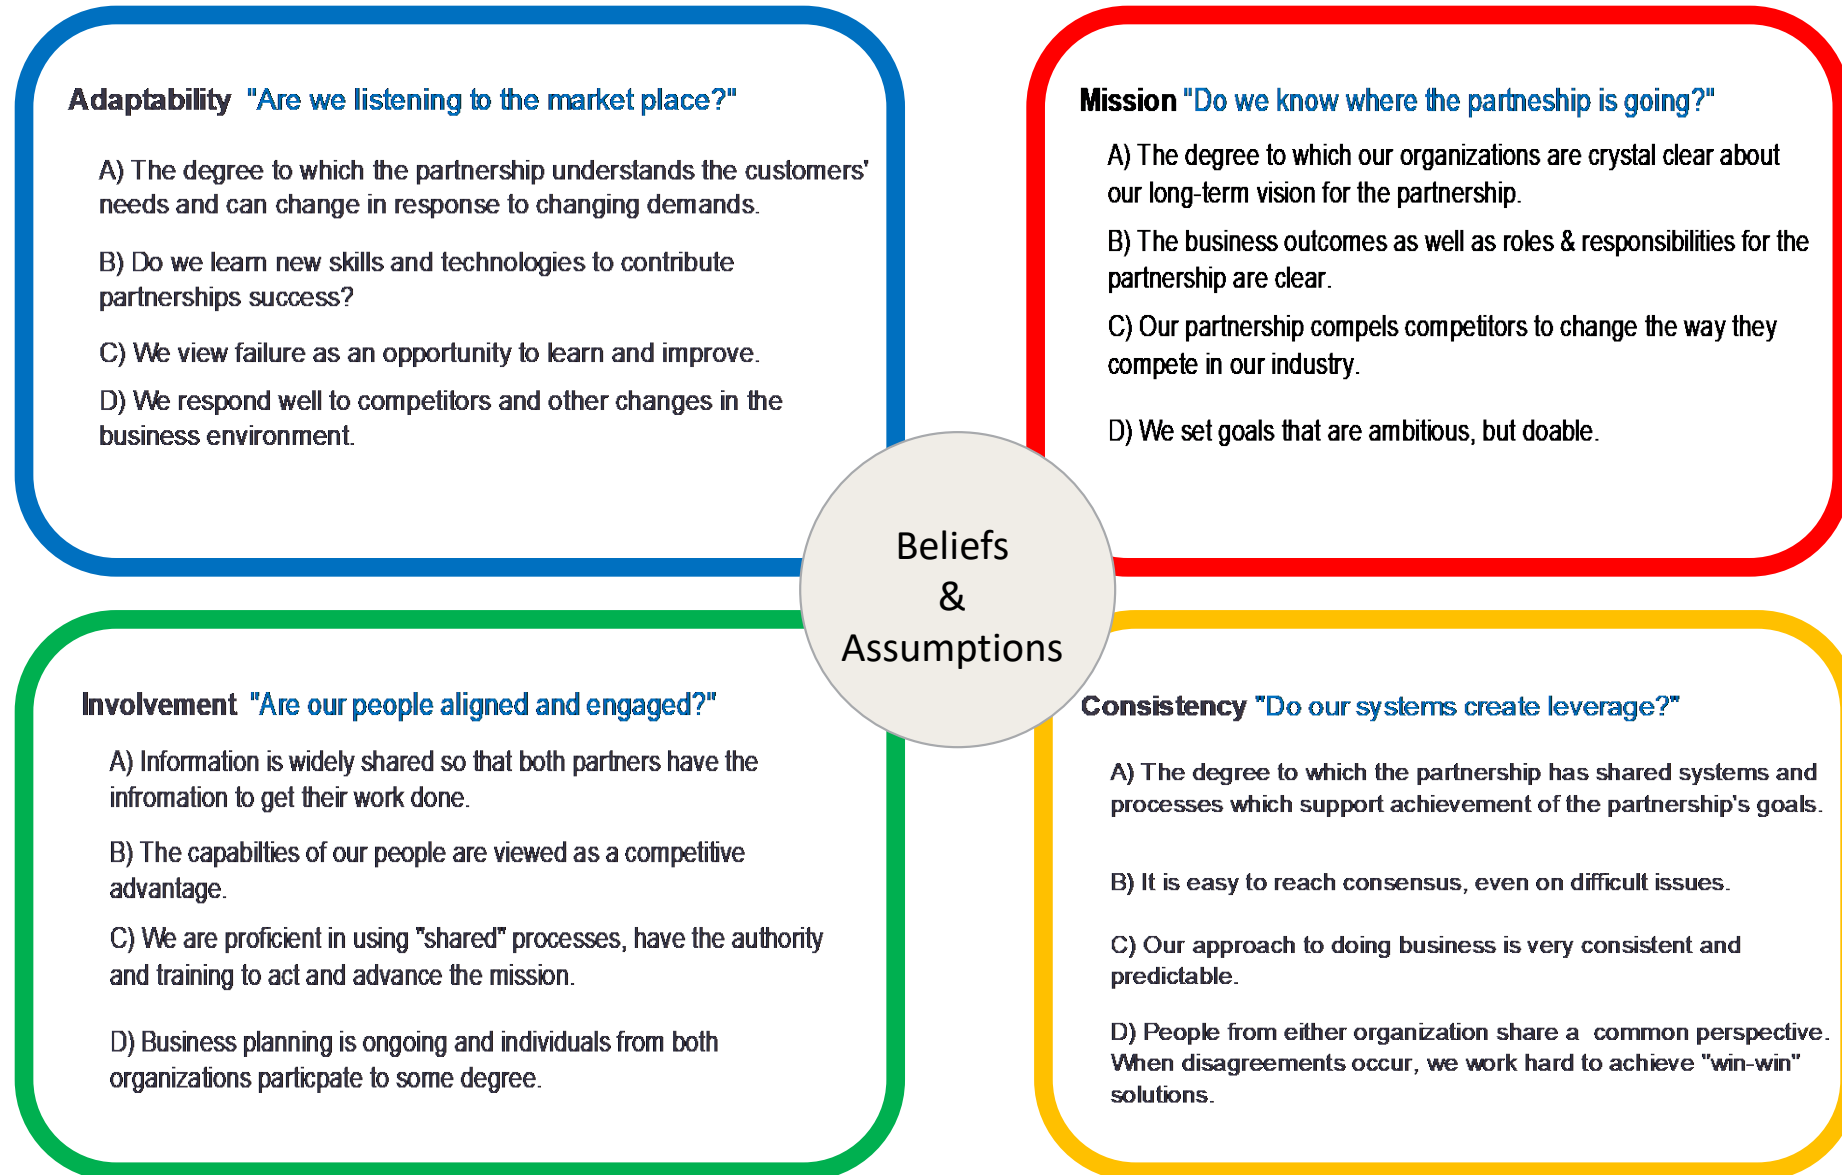 Adaptability "Are we listening to the market place?"
A) The degree to which the partnership understands the customers'
needs and can change in response to changing demands.
B) Do we learn new skills and technologies to contribute
partnerships success?
C) We view failure as an opportunity to learn and improve.
D) We respond well to competitors and other changes in the
business environment.
Mission "Do we know where the partneship is going?"
A) The degree to which our organizations are crystal clear about
our long-term vision for the partnership.
B) The business outcomes as well as roles & responsibilities for the
partnership are clear.
C) Our partnership compels competitors to change the way they
compete in our industry.
D) We set goals that are ambitious, but doable.
Beliefs
&
Assumptions
Involvement "Are our people aligned and engaged?"
A) Information is widely shared so that both partners have the
infromation to get their work done.
B) The capabilties of our people are viewed as a competitive
advantage.
C) We are proficient in using "shared" processes, have the authority
and training to act and advance the mission.
D) Business planning is ongoing and individuals from both
organizations particpate to some degree.
Consistency "Do our systems create leverage?"
A) The degree to which the partnership has shared systems and
processes which support achievement of the partnership's goals.
B) It is easy to reach consensus, even on difficult issues.
C) Our approach to doing business is very consistent and
predictable.
D) People from either organization share a common perspective.
When disagreements occur, we work hard to achieve "win-win"
solutions.